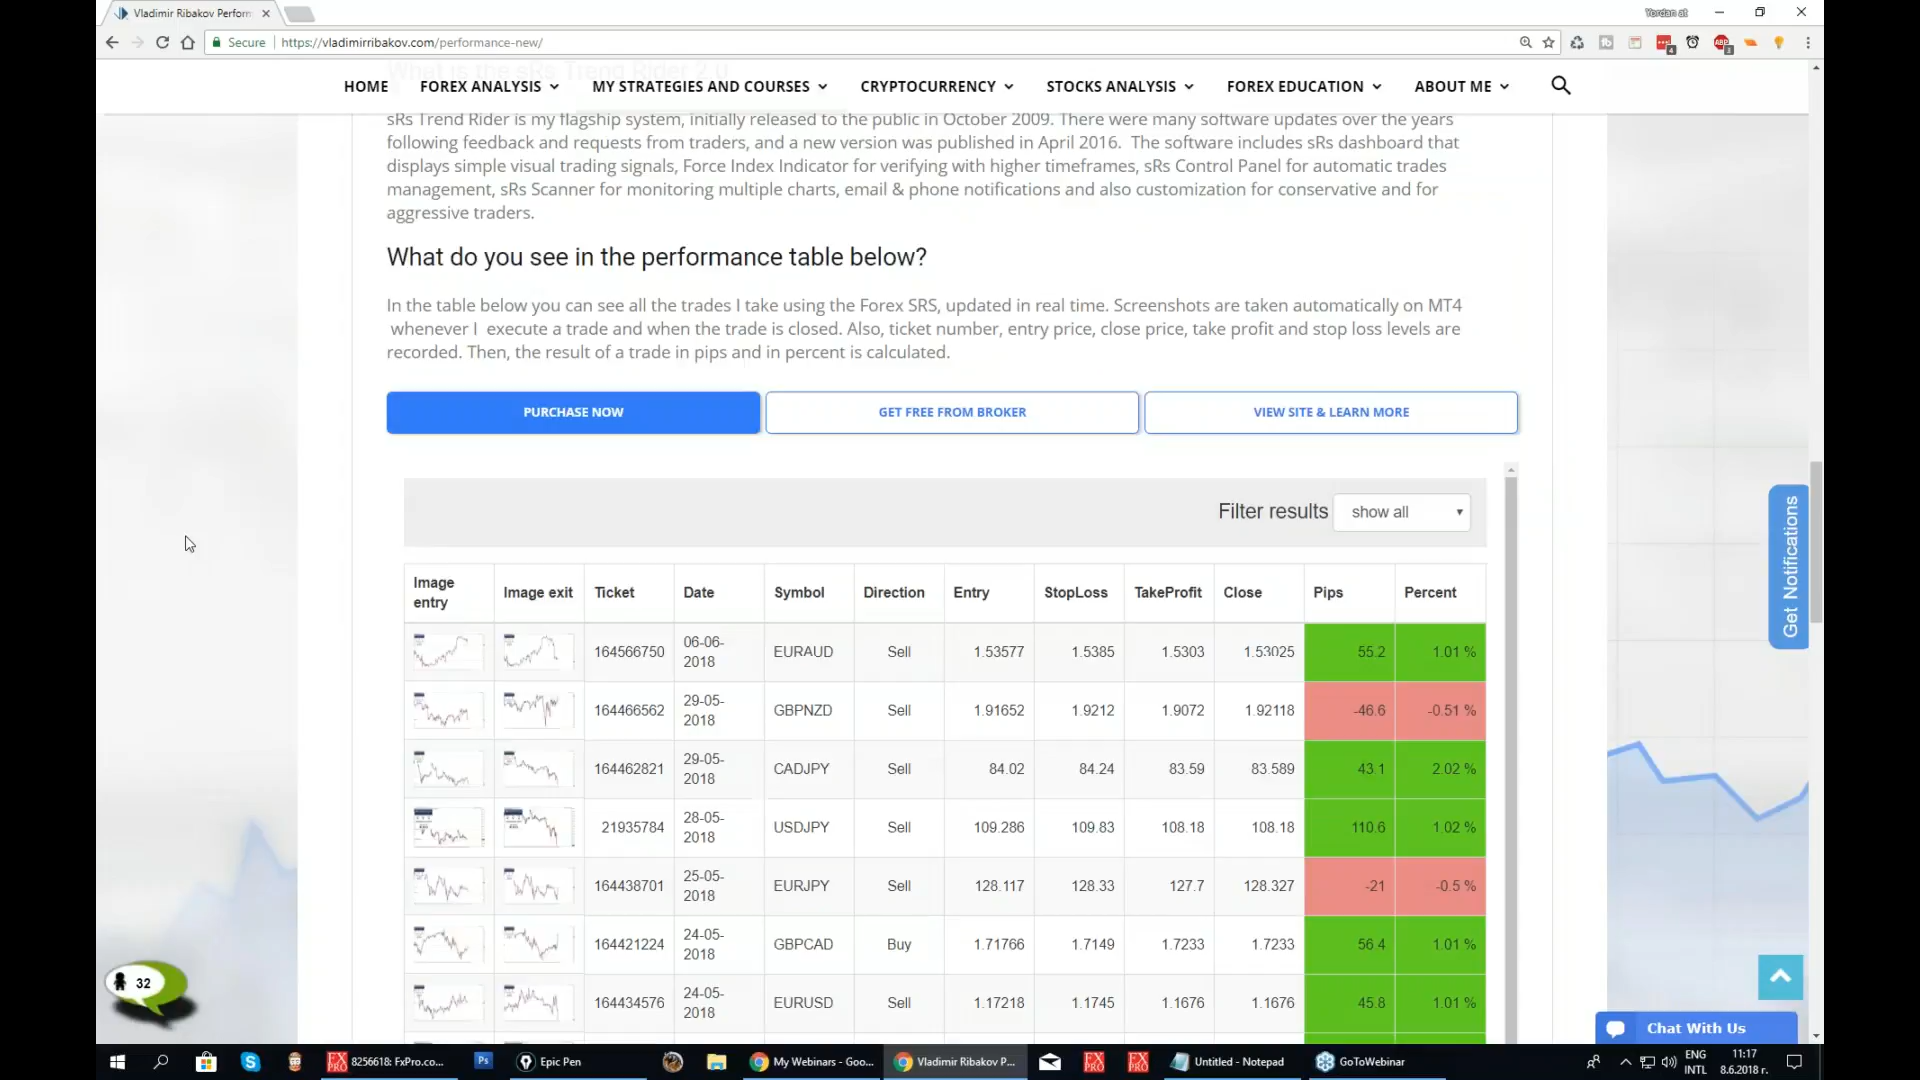 Vladimir Ribakov Perform
Yordan at
Secure
https://vladimirribakov.com/performance-new/
What is the sRs Trend Rider 2.0
HOME
FOREX ANALYSIS
MY STRATEGIES AND COURSES
CRYPTOCURRENCY
STOCKS ANALYSIS
FOREX EDUCATION
ABOUT ME
sRs Trend Rider is my flagship system, initially released to the public in October 2009. There were many software updates over the years
following feedback and requests from traders, and a new version was published in April 2016. The software includes sRs dashboard that
displays simple visual trading signals, Force Index Indicator for verifying with higher timeframes, sRs Control Panel for automatic trades
management, sRs Scanner for monitoring multiple charts, email & phone notifications and also customization for conservative and for
aggressive traders.
What do you see in the performance table below?
In the table below you can see all the trades I take using the Forex SRS, updated in real time. Screenshots are taken automatically on MT4
whenever I execute a trade and when the trade is closed. Also, ticket number, entry price, close price, take profit and stop loss levels are
recorded. Then, the result of a trade in pips and in percent is calculated.
PURCHASE NOW
GET FREE FROM BROKER
VIEW SITE & LEARN MORE
Filter results show all
Get Notifications
Image entry Image exit Ticket Date Symbol Direction Entry StopLoss TakeProfit Close Pips Percent
164566750 06-06-2018 EURAUD Sell 1.53577 1.5385 1.5303 1.53025 55.2 1.01 %
164466562 29-05-2018 GBPNZD Sell 1.91652 1.9212 1.9072 1.92118 -46.6 -0.51 %
164462821 29-05-2018 CADJPY Sell 84.02 84.24 83.59 83.589 43.1 2.02 %
21935784 28-05-2018 USDJPY Sell 109.286 109.83 108.18 108.18 110.6 1.02 %
164438701 25-05-2018 EURJPY Sell 128.117 128.33 127.7 128.327 -21 -0.5 %
164421224 24-05-2018 GBPCAD Buy 1.71766 1.7149 1.7233 1.7233 56.4 1.01 %
164434576 24-05-2018 EURUSD Sell 1.17218 1.1745 1.1676 1.1676 45.8 1.01 %
32
Chat With Us
8256618: FxPro.co...
Epic Pen
My Webinars - Goo...
Vladimir Ribakov P...
Untitled - Notepad
GoToWebinar
ENG
INTL
11:17
8.6.2018 г.